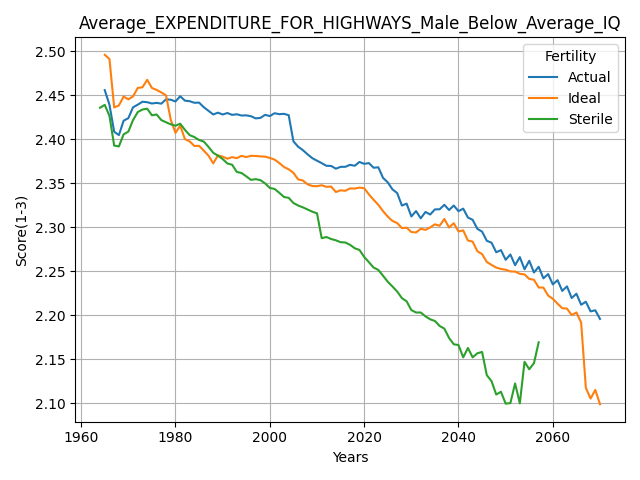 Average_EXPENDITURE_FOR_HIGHWAYS_Male_Below_Average_IQ
Fertility
Actual
Ideal
Sterile
Score(1-3)
2.50
2.45
2.40
2.35
2.30
2.25
2.20
2.15
2.10
1960 1980 2000 2020 2040 2060
Years